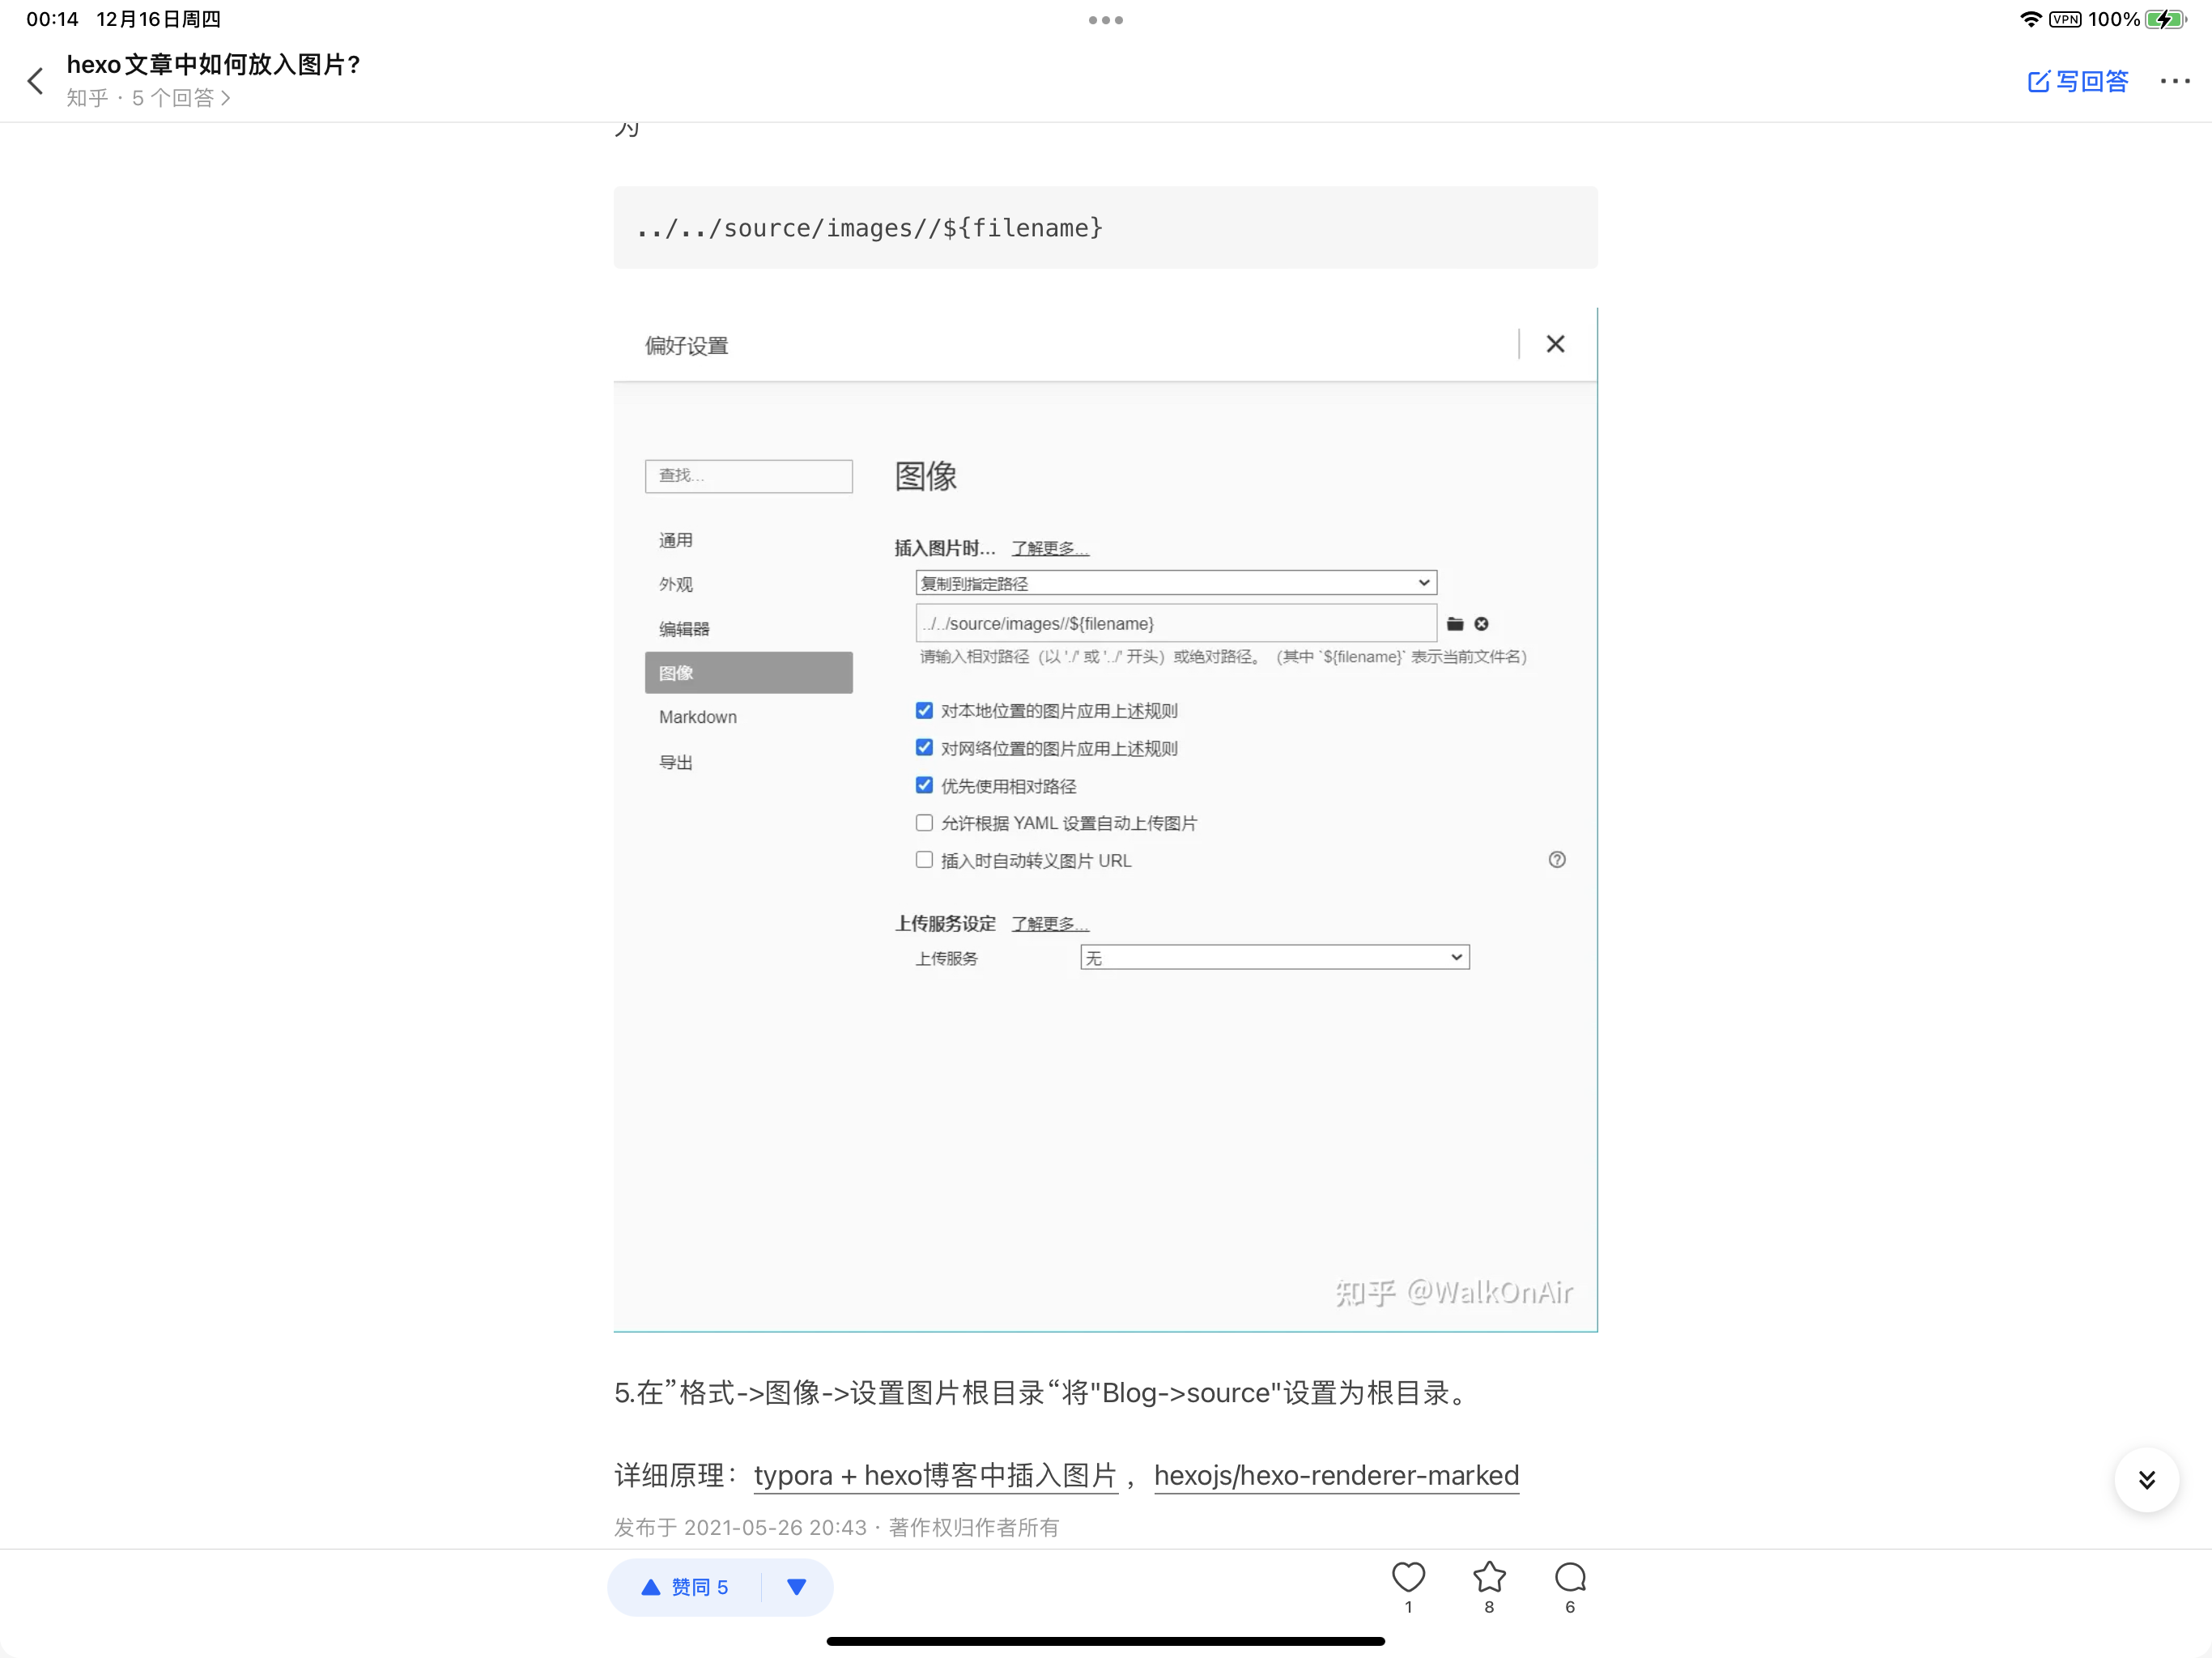 00:14 12月16日周四
VPN 100%
hexo文章中如何放入图片?
知乎 · 5 个回答
写回答
为
../../source/images//${filename}
偏好设置
查找...
图像
通用
外观
编辑器
图像
Markdown
导出
插入图片时... 了解更多...
复制到指定路径
../../source/images//${filename}
请输入相对路径（以 './' 或 '../' 开头）或绝对路径。（其中 `${filename}` 表示当前文件名）
对本地位置的图片应用上述规则
对网络位置的图片应用上述规则
优先使用相对路径
允许根据 YAML 设置自动上传图片
插入时自动转义图片 URL
上传服务设定 了解更多...
上传服务 无
知乎 @WalkOnAir
5.在”格式->图像->设置图片根目录“将"Blog->source"设置为根目录。
详细原理：typora + hexo博客中插入图片 ，hexojs/hexo-renderer-marked
发布于 2021-05-26 20:43 · 著作权归作者所有
赞同 5
1
8
6